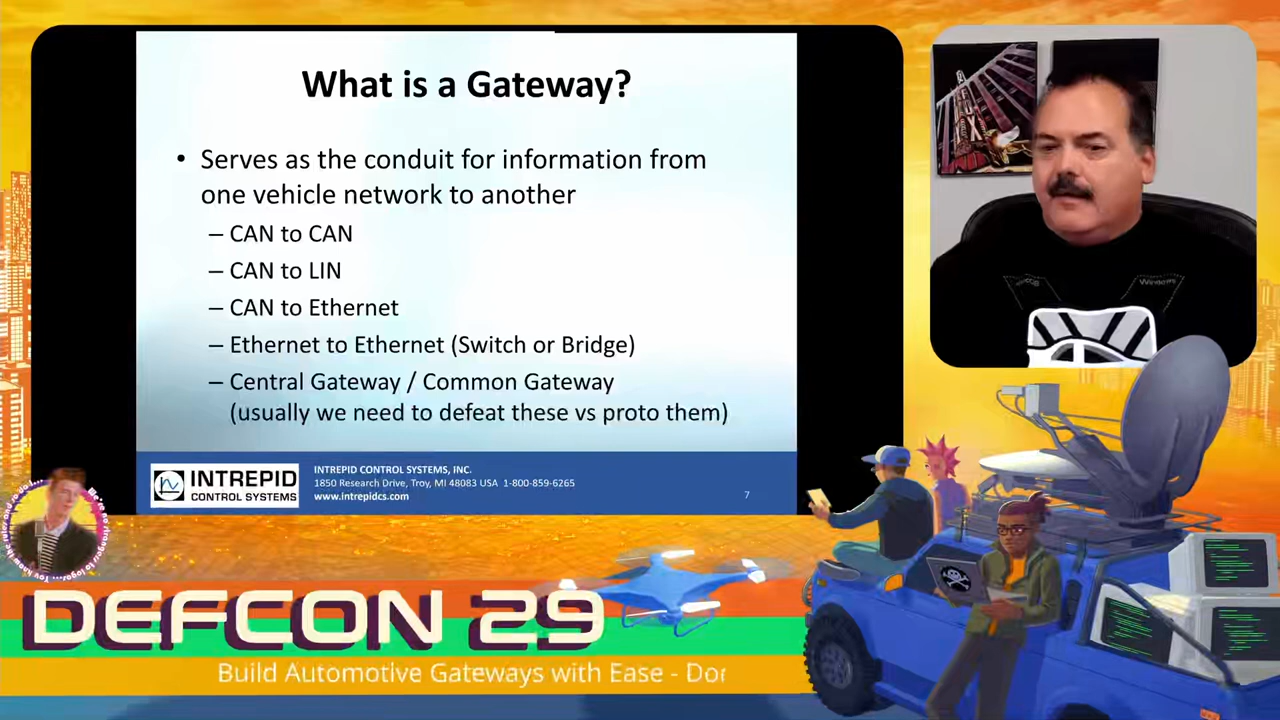 What is a Gateway?
• Serves as the conduit for information from
one vehicle network to another
– CAN to CAN
– CAN to LIN
– CAN to Ethernet
– Ethernet to Ethernet (Switch or Bridge)
– Central Gateway / Common Gateway
(usually we need to defeat these vs proto them)
INTREPID
CONTROL SYSTEMS
INTREPID CONTROL SYSTEMS, INC.
1850 Research Drive, Troy, MI 48083 USA 1-800-859-6265
www.intrepidcs.com
7
Windows
DEFCON 29
Build Automotive Gateways with Ease - Dor